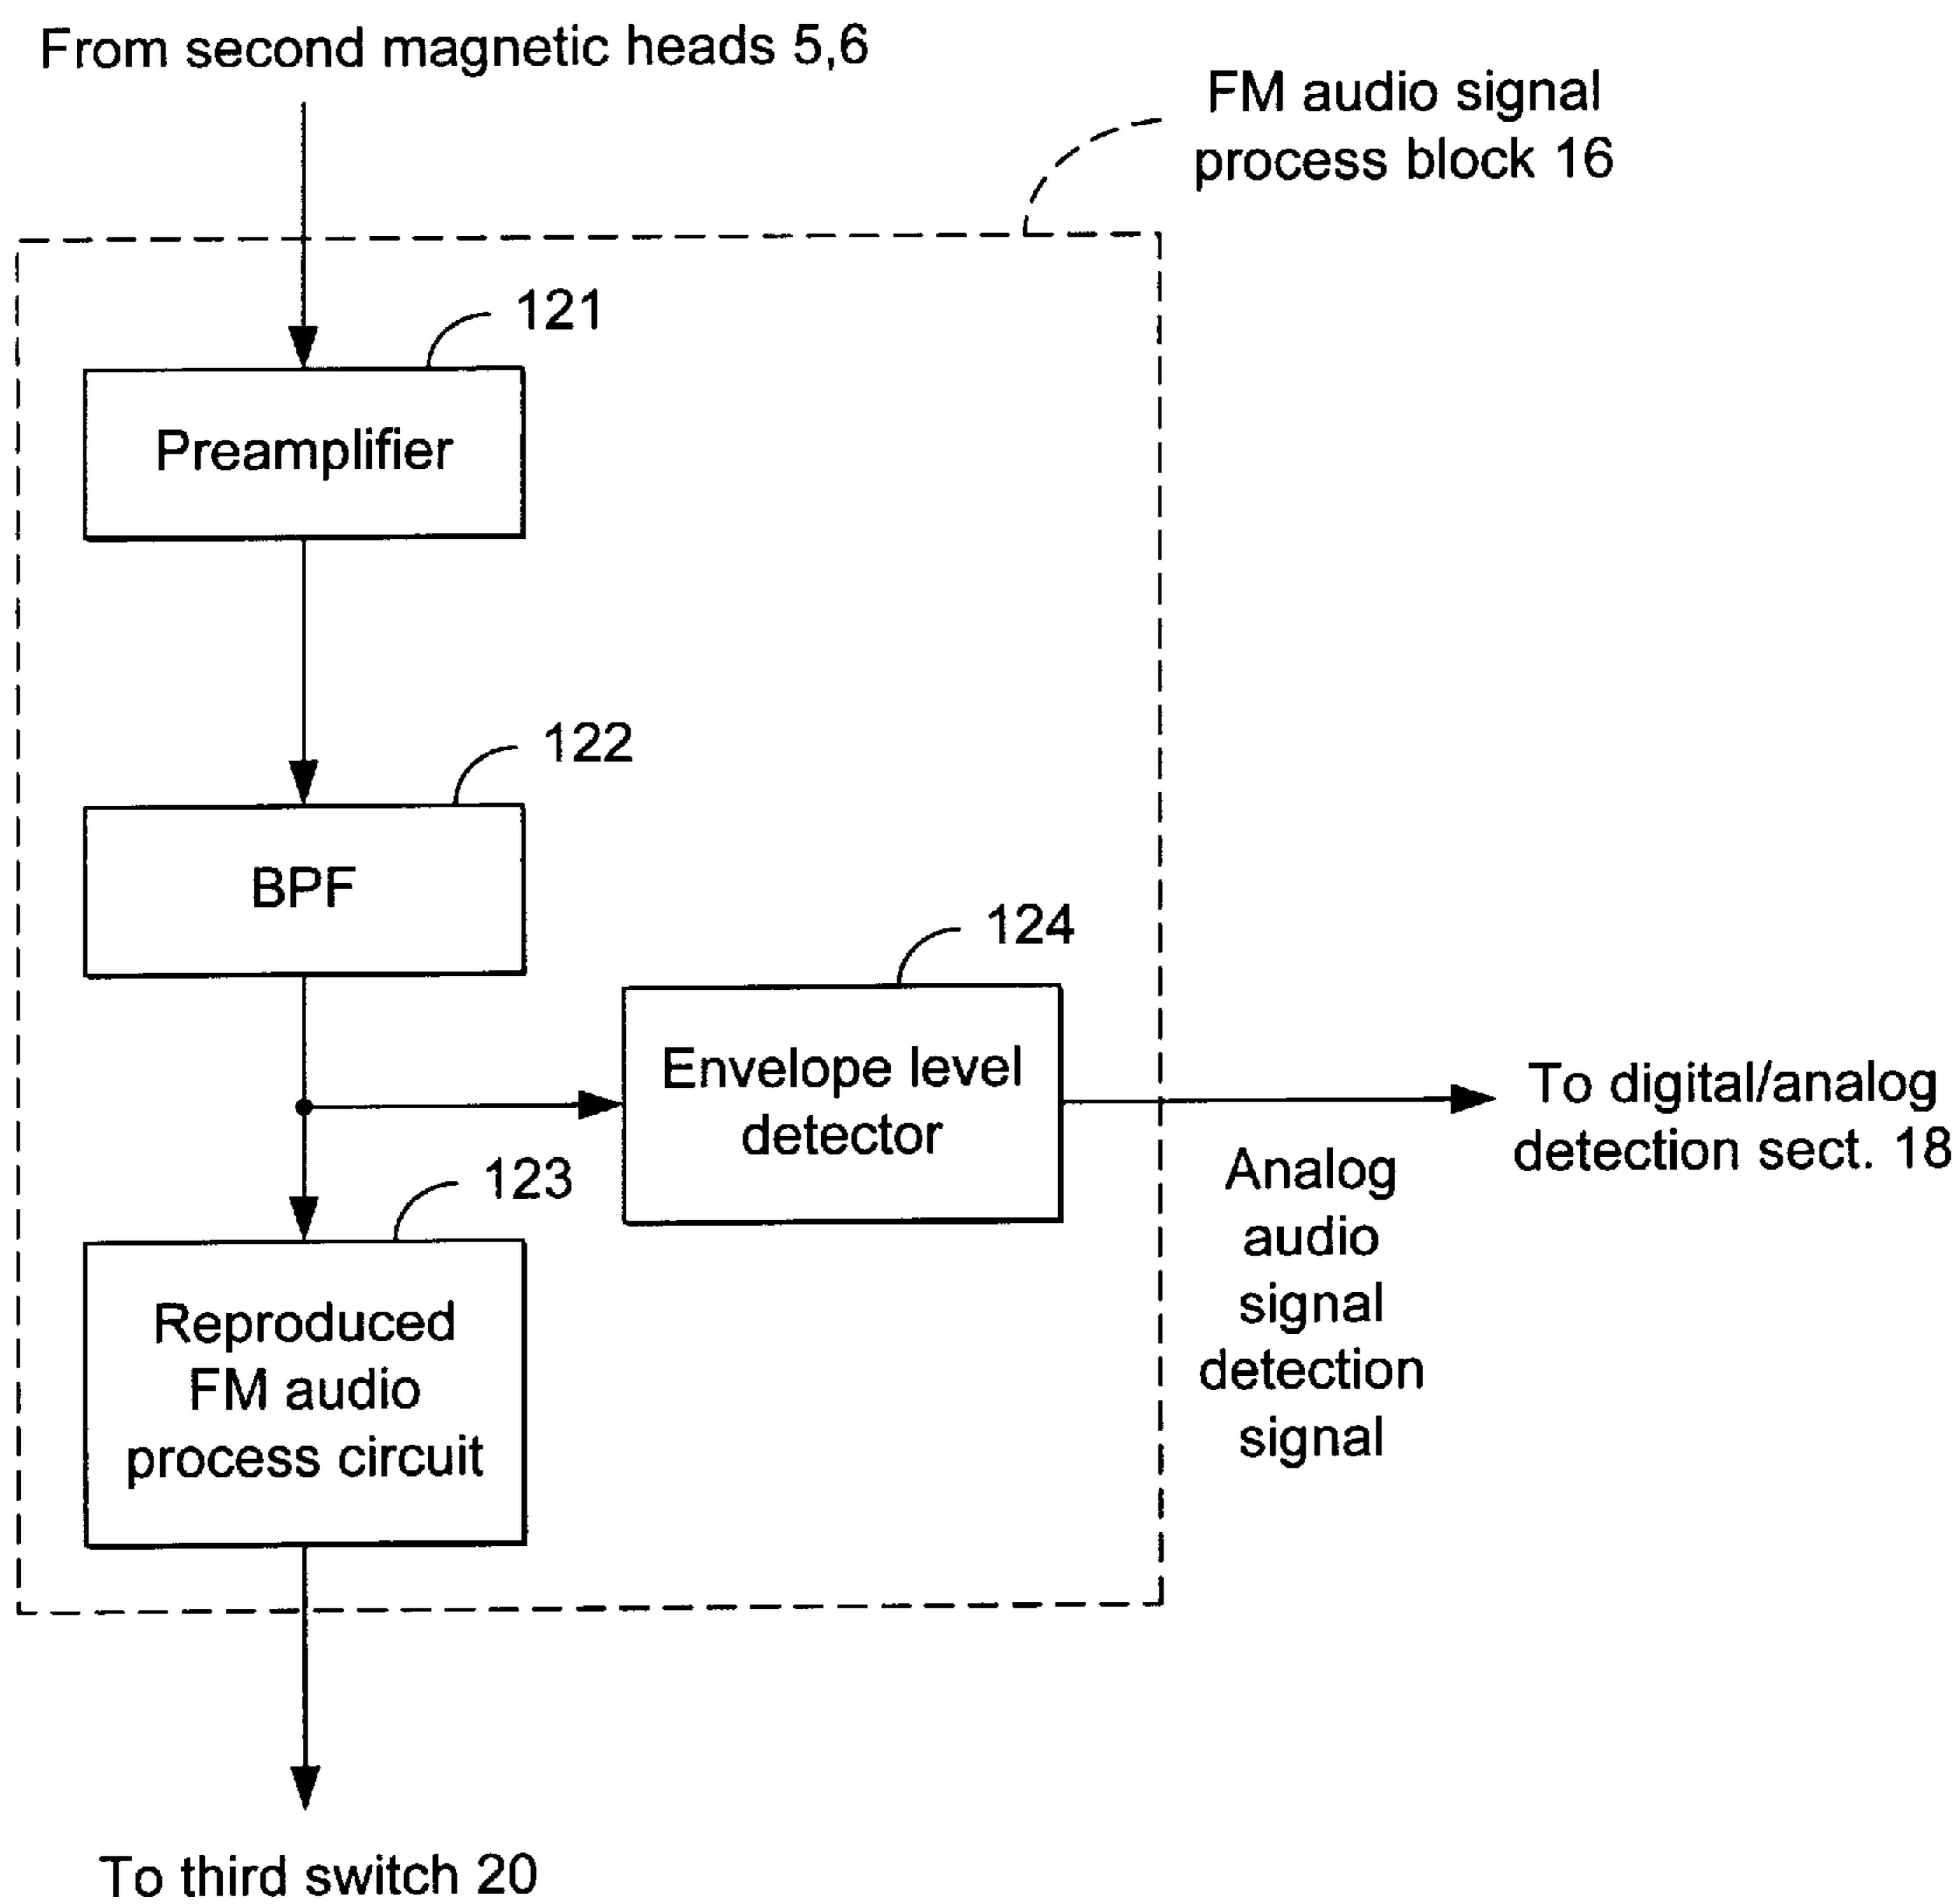 From second magnetic heads 5,6
FM audio signal
process block 16
121
Preamplifier
122
BPF
124
Envelope level
detector
To digital/analog
detection sect. 18
Analog
audio
signal
detection
signal
123
Reproduced
FM audio
process circuit
To third switch 20